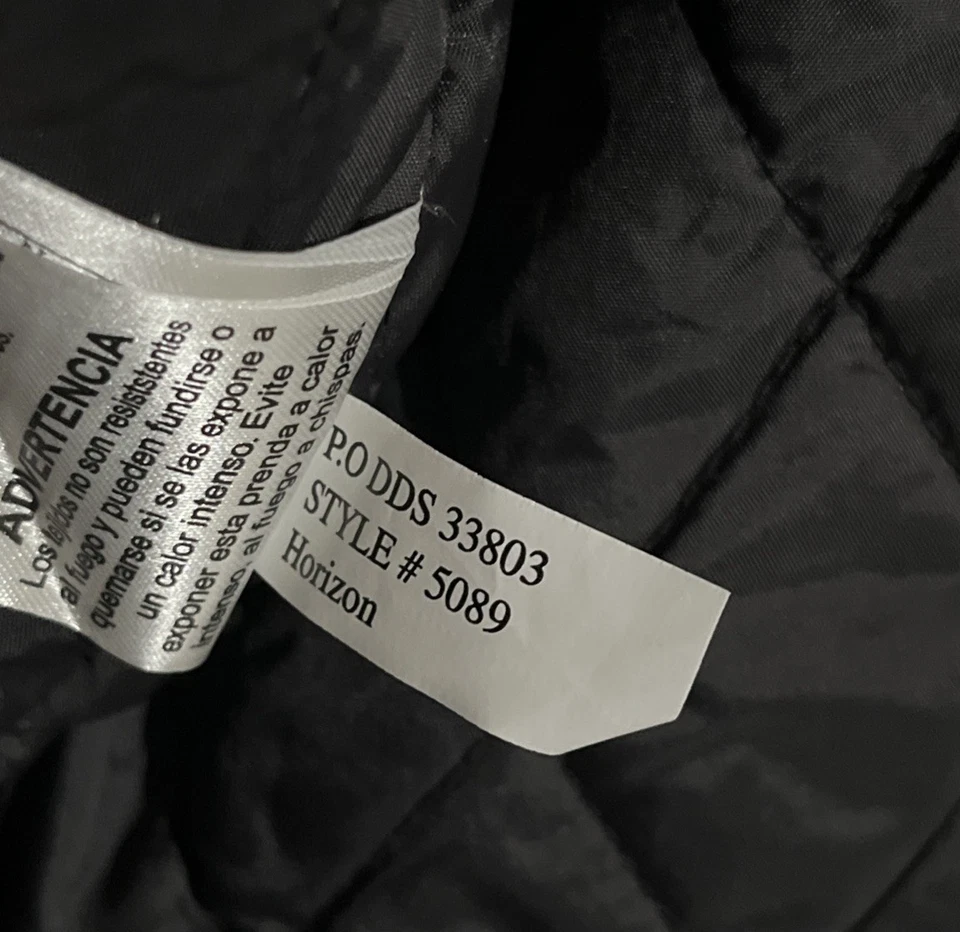 ADVERTENCIA
Los tejidos no son resiststentes
al fuego y pueden fundirse o
quemarse si se las expone a
un calor intenso. Evite
exponer esta prenda a calor
intenso, al fuego a chispas.
P.O DDS 33803
STYLE # 5089
Horizon